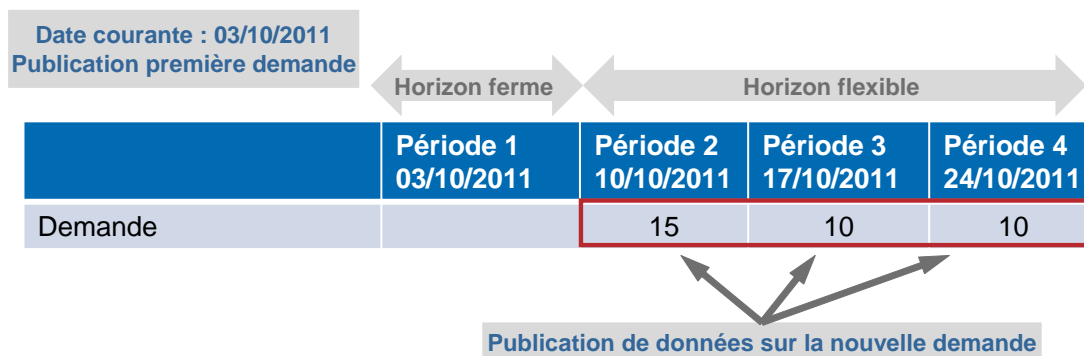 Date courante : 03/10/2011
Publication première demande
Horizon ferme
Horizon flexible
Période 1 Période 2 Période 3 Période 4
03/10/2011 10/10/2011 17/10/2011 24/10/2011
Demande 15 10 10
Publication de données sur la nouvelle demande